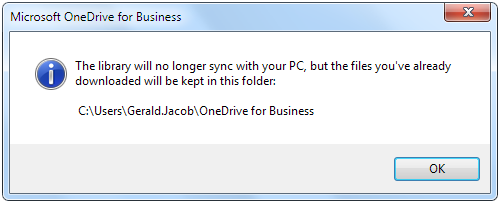 Microsoft OneDrive for Business
The library will no longer sync with your PC, but the files you've already
downloaded will be kept in this folder:
C:\Users\Gerald.Jacob\OneDrive for Business
OK